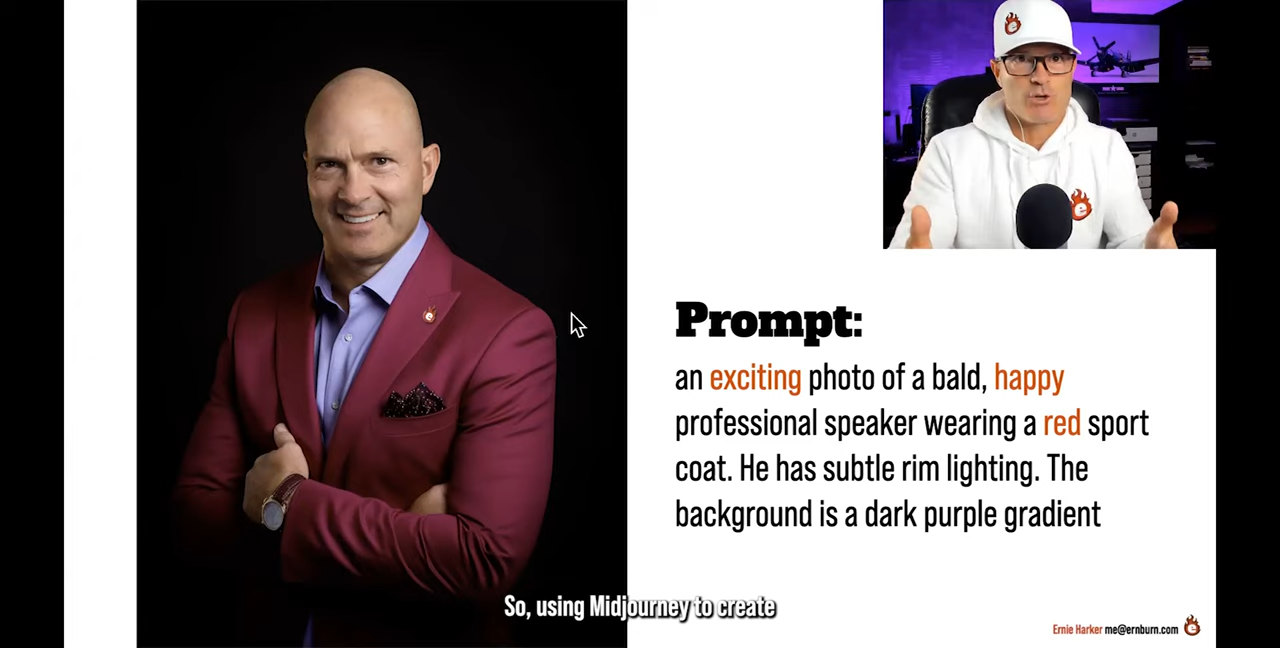 Prompt:
an exciting photo of a bald, happy
professional speaker wearing a red sport
coat. He has subtle rim lighting. The
background is a dark purple gradient
So, using Midjourney to create
Ernie Harker me@ernburn.com